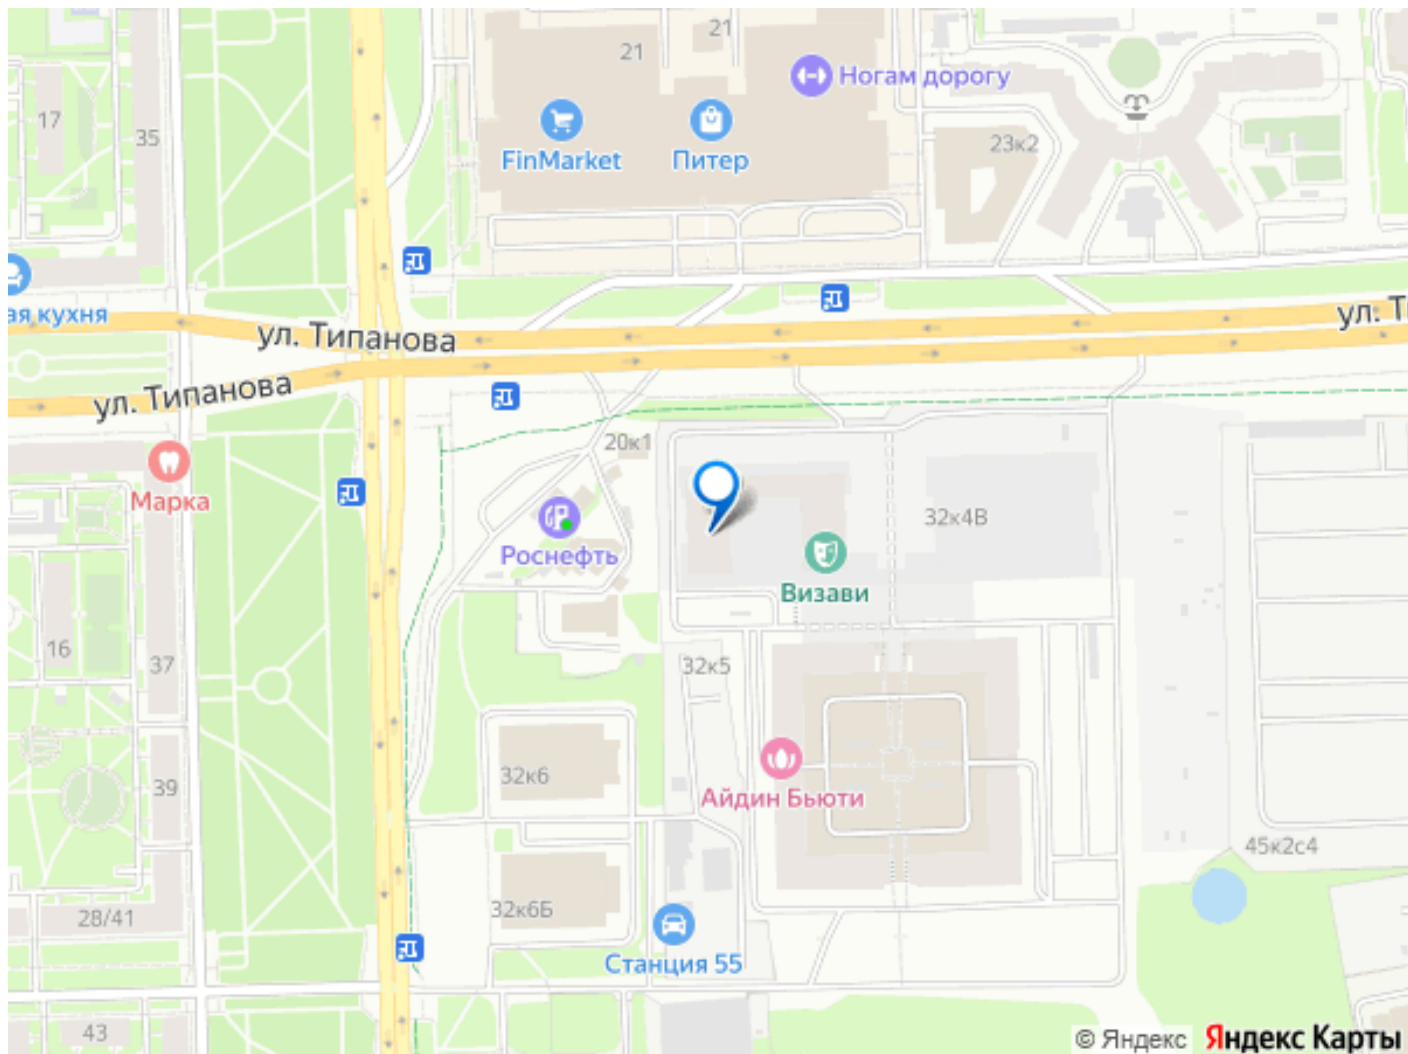 21
21
Ногам дорогу
17
35
FinMarket
Питер
23к2
ая кухня
ул. Типанова
ул. Т
ул. Типанова
20к1
Марка
Роснефть
32к4В
Визави
16
37
32к5
32к6
39
Айдин Бьюти
45к2с4
28/41
32к6Б
Станция 55
43
© Яндекс Яндекс Карты